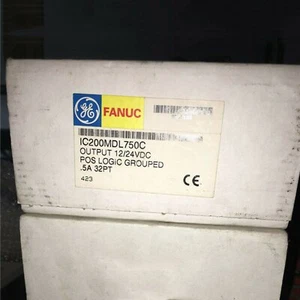 GE FANUC
IC200MDL750C
OUTPUT 12/24VDC
POS LOGIC GROUPED
.5A 32PT
423
CE